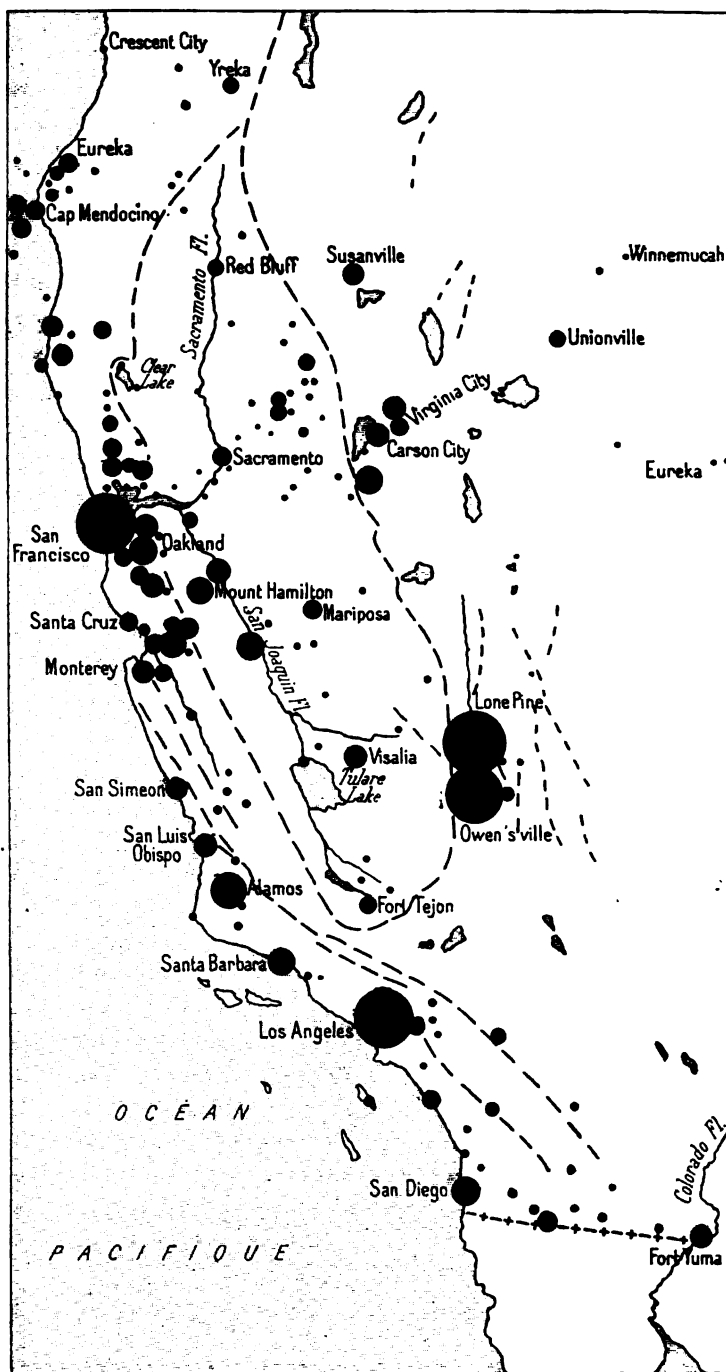 Crescent City
Yreka
Eureka
Cap Mendocino
Sacramento Fl.
Red Bluff
Susanville
Winnemucah
Unionville
Clear
Lake
Virginia City
Carson City
Sacramento
Eureka
San
Francisco
Oakland
Mount Hamilton
Santa Cruz
Mariposa
San Joaquin Fl.
Monterey
Lone Pine
Visalia
Tulare
Lake
San Simeon
Owen's ville
San Luis
Obispo
Alamos
Fort Tejon
Santa Barbara
Los Angeles
OCÉAN
Colorado Fl.
San Diego
PACIFIQUE
Fort Yuma